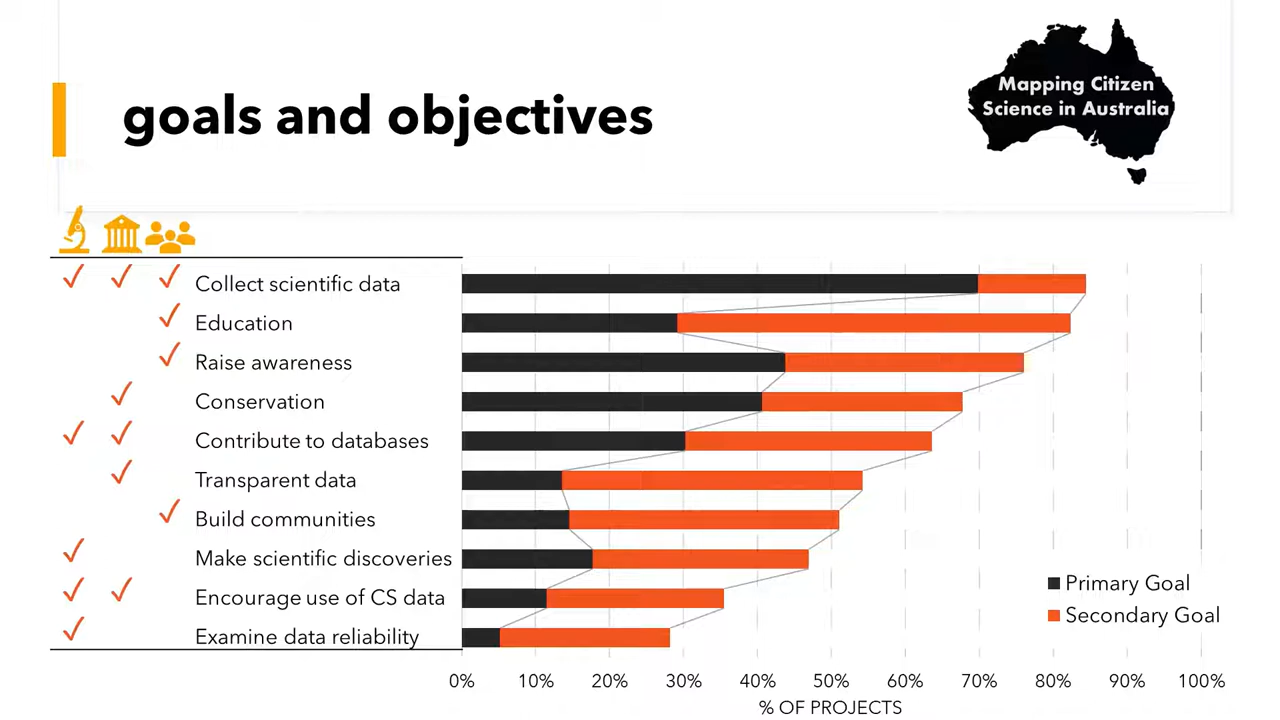 goals and objectives
Mapping Citizen
Science in Australia
Collect scientific data
Education
Raise awareness
Conservation
Contribute to databases
Transparent data
Build communities
Make scientific discoveries
Encourage use of CS data
Examine data reliability
Primary Goal
Secondary Goal
0% 10% 20% 30% 40% 50% 60% 70% 80% 90% 100%
% OF PROJECTS